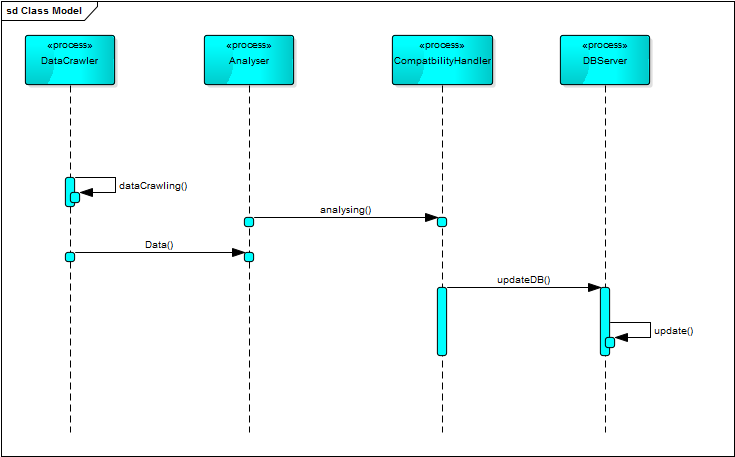 sd Class Model
«process»
DataCrawler
«process»
Analyser
«process»
CompatbilityHandler
«process»
DBServer
dataCrawling()
analysing()
Data()
updateDB()
update()